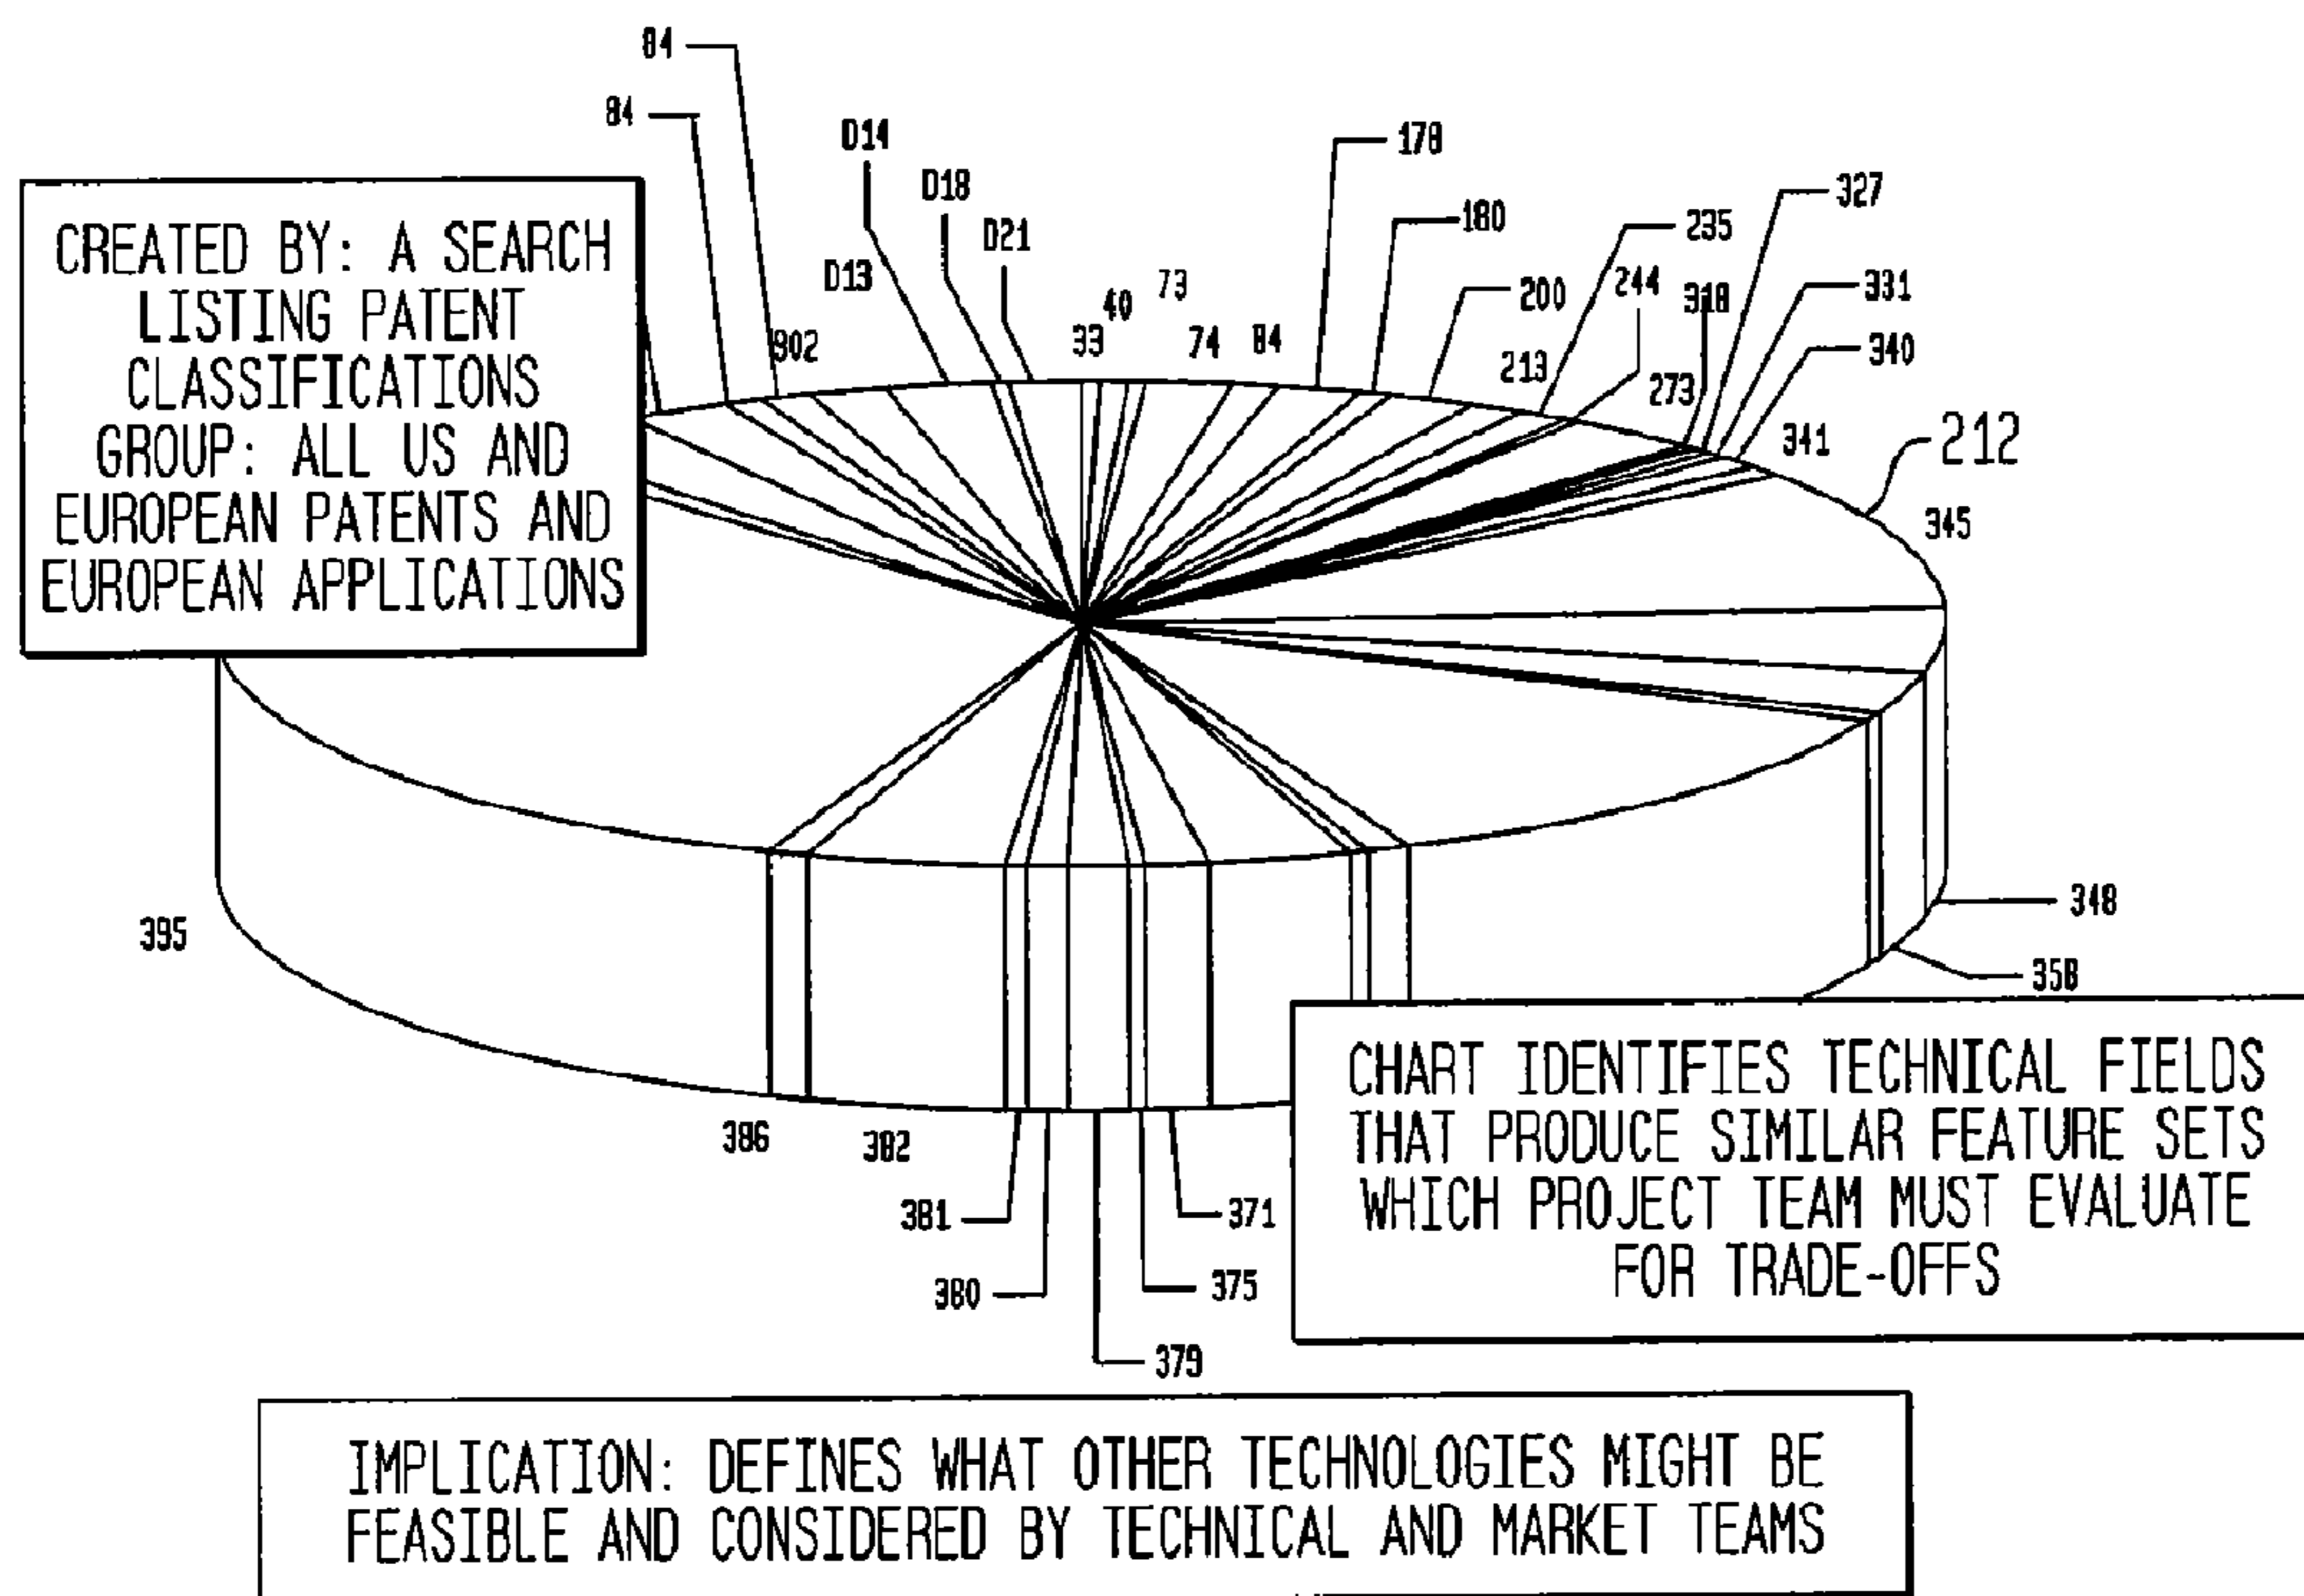 84
84
D14
178
D18
327
180
D21
235
73
244
331
D13
40
200
318
902
33
74
84
340
213
273
341
212
345
CREATED BY: A SEARCH
LISTING PATENT
CLASSIFICATIONS
GROUP: ALL US AND
EUROPEAN PATENTS AND
EUROPEAN APPLICATIONS
395
348
358
386
382
381
371
380
375
379
CHART IDENTIFIES TECHNICAL FIELDS
THAT PRODUCE SIMILAR FEATURE SETS
WHICH PROJECT TEAM MUST EVALUATE
FOR TRADE-OFFS
IMPLICATION: DEFINES WHAT OTHER TECHNOLOGIES MIGHT BE
FEASIBLE AND CONSIDERED BY TECHNICAL AND MARKET TEAMS